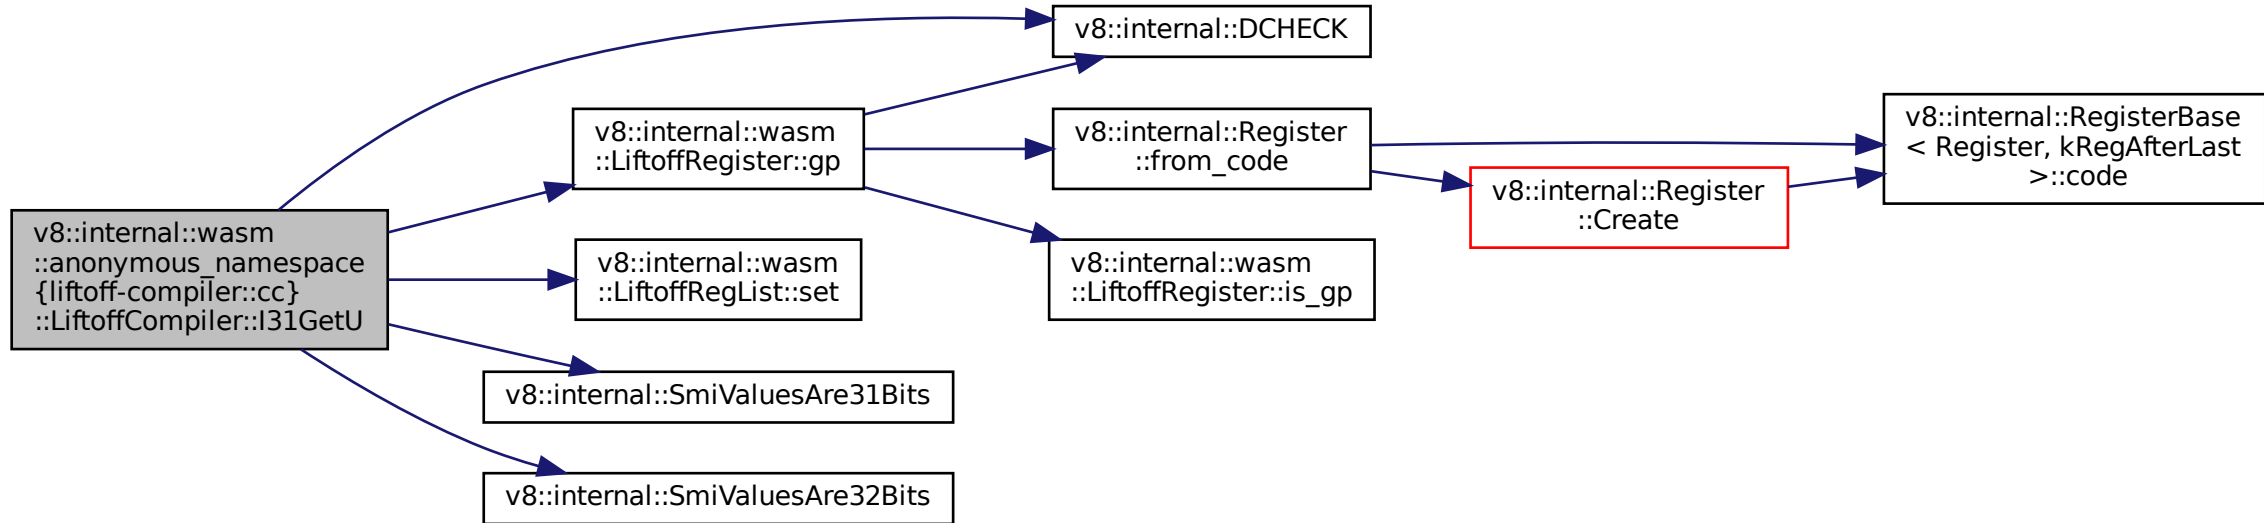 v8::internal::wasm
::anonymous_namespace
{liftoff-compiler::cc}
::LiftoffCompiler::I31GetU
v8::internal::DCHECK
v8::internal::wasm
::LiftoffRegister::gp
v8::internal::Register
::from_code
v8::internal::RegisterBase
< Register, kRegAfterLast
>::code
v8::internal::Register
::Create
v8::internal::wasm
::LiftoffRegister::is_gp
v8::internal::wasm
::LiftoffRegList::set
v8::internal::SmiValuesAre31Bits
v8::internal::SmiValuesAre32Bits